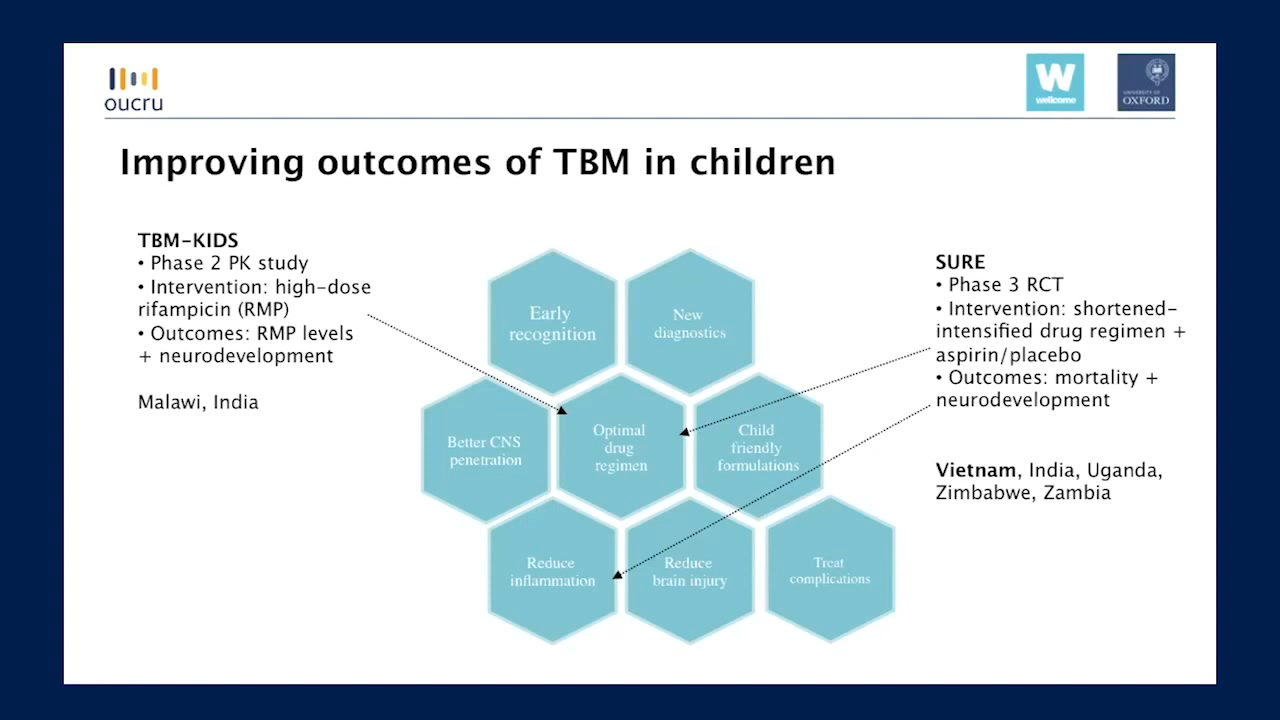 oucru
W
wellcome
UNIVERSITY OF
OXFORD
Improving outcomes of TBM in children
TBM-KIDS
• Phase 2 PK study
• Intervention: high-dose
rifampicin (RMP)
• Outcomes: RMP levels
+ neurodevelopment
Malawi, India
Early
recognition
New
diagnostics
Better CNS
penetration
Optimal
drug
regimen
Child
friendly
formulations
Reduce
inflammation
Reduce
brain injury
Treat
complications
SURE
• Phase 3 RCT
• Intervention: shortened-
intensified drug regimen +
aspirin/placebo
• Outcomes: mortality +
neurodevelopment
Vietnam, India, Uganda,
Zimbabwe, Zambia